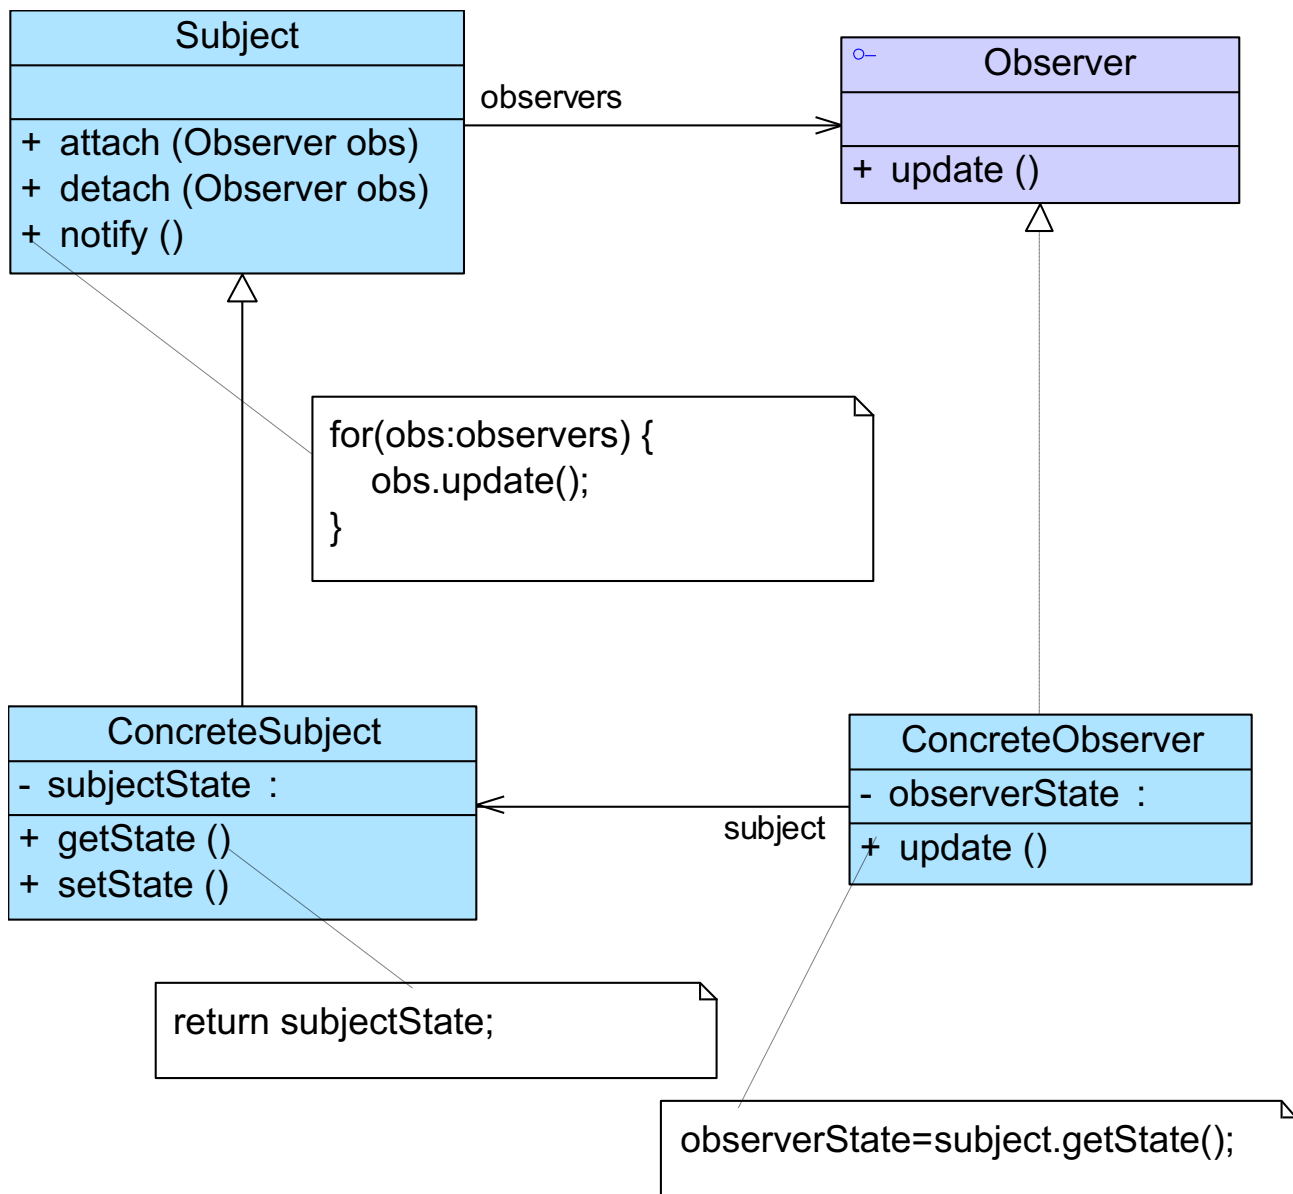 Subject
+ attach (Observer obs)
+ detach (Observer obs)
+ notify ()
observers
Observer
+ update ()
for(obs:observers) {
obs.update();
}
ConcreteSubject
- subjectState :
+ getState ()
+ setState ()
subject
ConcreteObserver
- observerState :
+ update ()
return subjectState;
observerState=subject.getState();